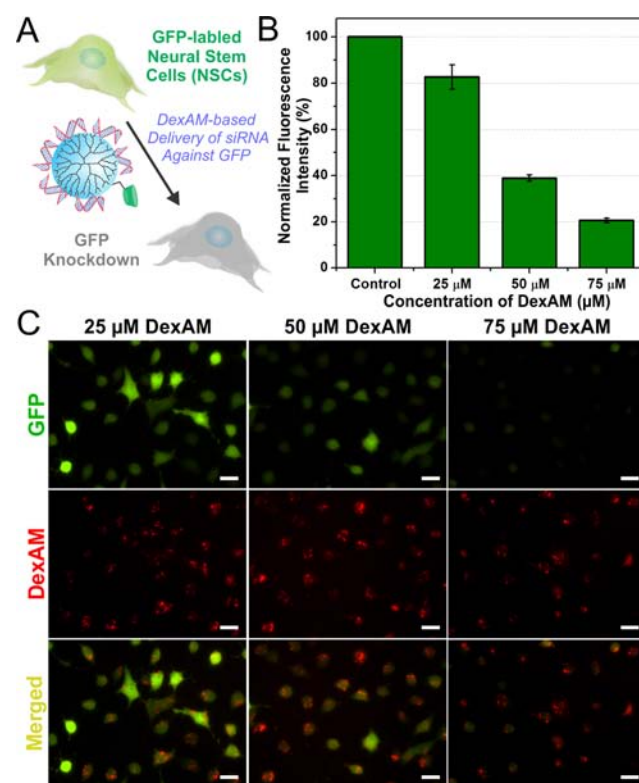 A
GFP-labled
Neural Stem
Cells (NSCs)
DexAM-based
Delivery of siRNA
Against GFP
GFP
Knockdown
B
Normalized Fluorescence
Intensity (%)
100
80
60
40
20
0
Control
25 µM
50 µM
75 µM
Concentration of DexAM (µM)
C
25 µM DexAM
50 µM DexAM
75 µM DexAM
GFP
DexAM
Merged